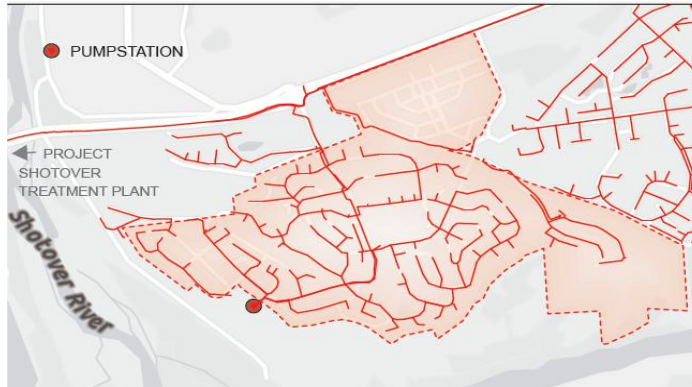 PUMPSTATION
PROJECT
SHOTOVER
TREATMENT PLANT
Shotover River